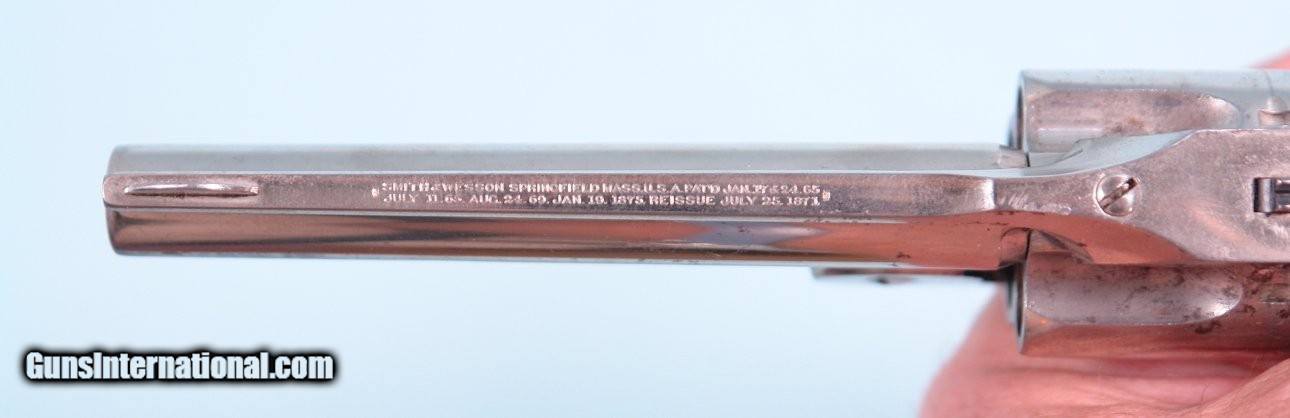 SMITH & WESSON SPRINGFIELD MASS. U.S.A. PAT'D JAN. 17 & 24. 65
JULY 11. 65. AUG. 24. 69. JAN. 19. 1875. REISSUE JULY 25. 1871.
GunsInternational.com